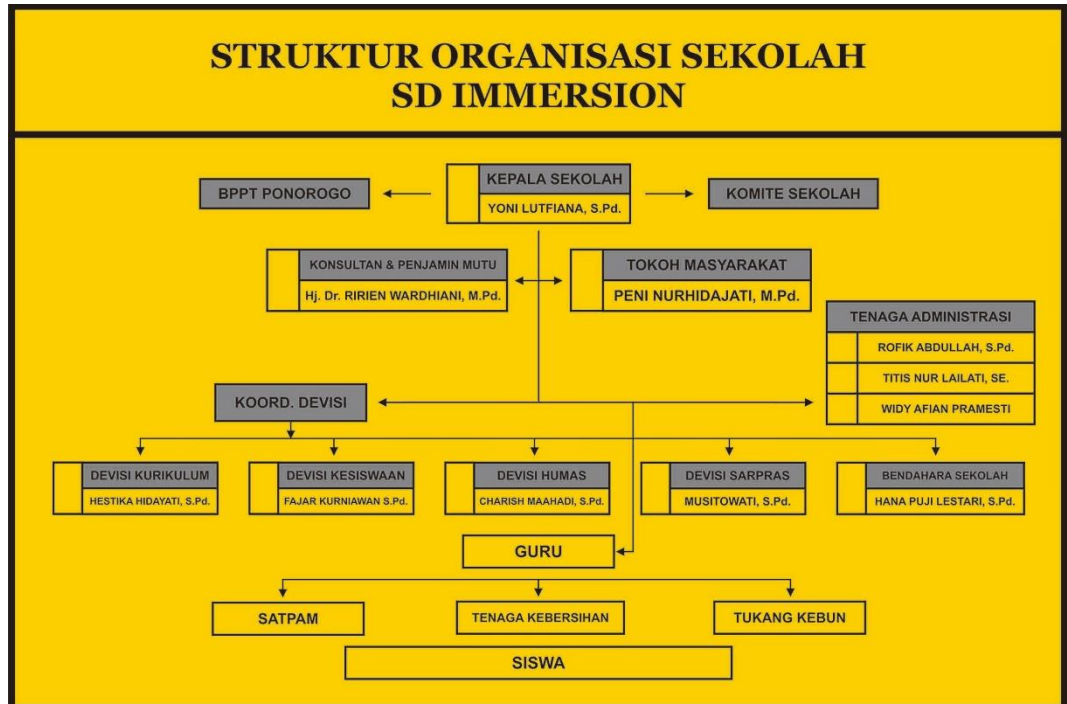 STRUKTUR ORGANISASI SEKOLAH
SD IMMERSION
BPPT PONOROGO
KEPALA SEKOLAH
YONI LUTFIANA, S.Pd.
KOMITE SEKOLAH
KONSULTAN & PENJAMIN MUTU
Hj. Dr. RIRIEN WARDHIANI, M.Pd.
TOKOH MASYARAKAT
PENI NURHIDAJATI, M.Pd.
TENAGA ADMINISTRASI
ROFIK ABDULLAH, S.Pd.
TITIS NUR LAILATI, SE.
WIDY AFIAN PRAMESTI
KOORD. DEVISI
DEVISI KURIKULUM
HESTIKA HIDAYATI, S.Pd.
DEVISI KESISWAAN
FAJAR KURNIAWAN S.Pd.
DEVISI HUMAS
CHARISH MAAHADI, S.Pd.
DEVISI SARPRAS
MUSITOWATI, S.Pd.
BENDAHARA SEKOLAH
HANA PUJI LESTARI, S.Pd.
GURU
SATPAM
TENAGA KEBERSIHAN
TUKANG KEBUN
SISWA